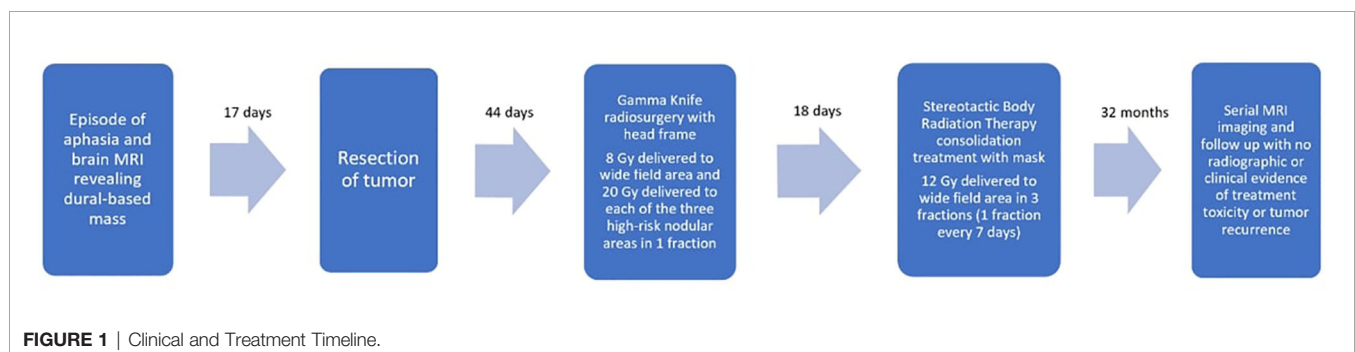 Episode of
aphasia and
brain MRI
revealing
dural-based
mass
17 days
Resection
of tumor
44 days
Gamma Knife
radiosurgery with
head frame
8 Gy delivered to
wide field area and
20 Gy delivered to
each of the three
high-risk nodular
areas in 1 fraction
18 days
Stereotactic Body
Radiation Therapy
consolidation
treatment with mask
12 Gy delivered to
wide field area in 3
fractions (1 fraction
every 7 days)
32 months
Serial MRI
imaging and
follow up with no
radiographic or
clinical evidence
of treatment
toxicity or tumor
recurrence
FIGURE 1 | Clinical and Treatment Timeline.